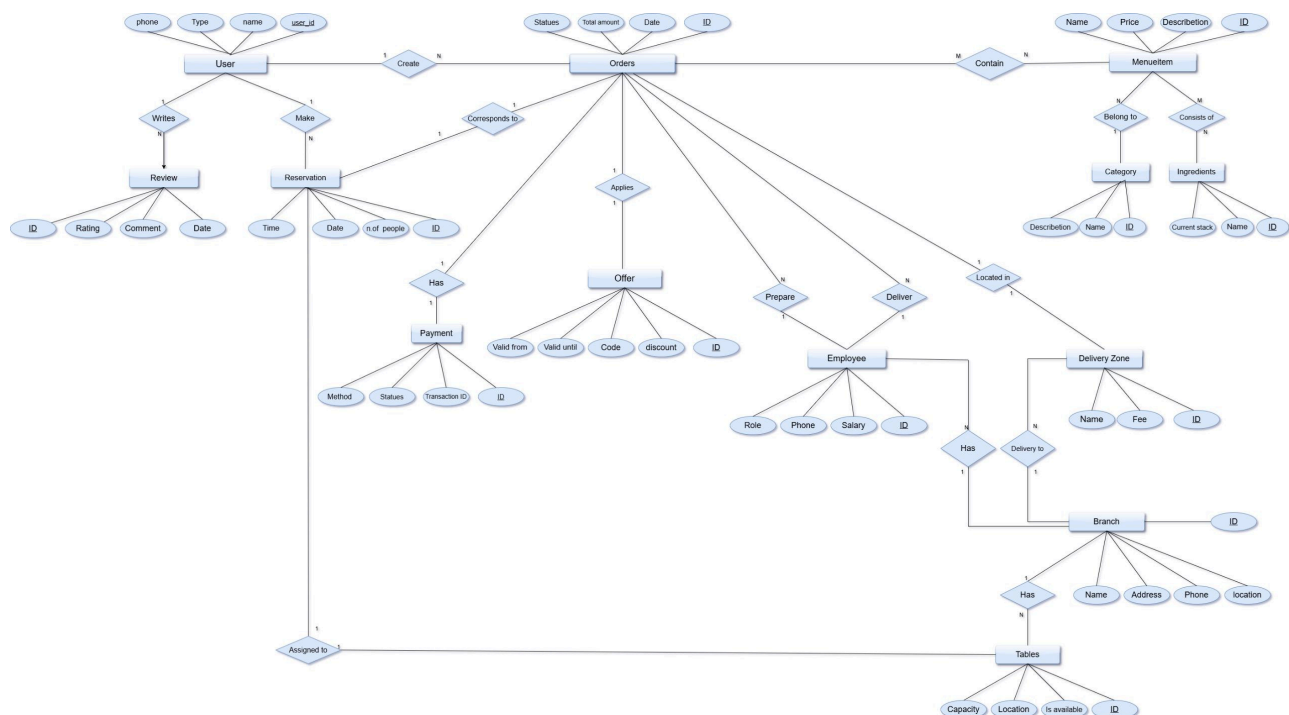 phone Type name user_id
Statues Total amount Date ID
Name Price Describetion ID
User 1 Create N Orders M Contain N Menueitem
1 1 1 1 N M
Writes Make Corresponds to Applies Belong to Consists of
N N 1 1 1 N
Review Reservation Category Ingredients
ID Rating Comment Date
Time Date n.of people ID
Describetion Name ID
Current stack Name ID
1 Has 1
Offer
Valid from Valid until Code discount ID
N Prepare 1
N Deliver 1
1 Located in 1
Payment
Method Statues Transaction ID ID
Employee
Role Phone Salary ID
Delivery Zone
Name Fee ID
N Has 1
N Delivery to 1
Branch ID
Name Address Phone location
1 Has N
1 Assigned to 1
Tables
Capacity Location Is available ID